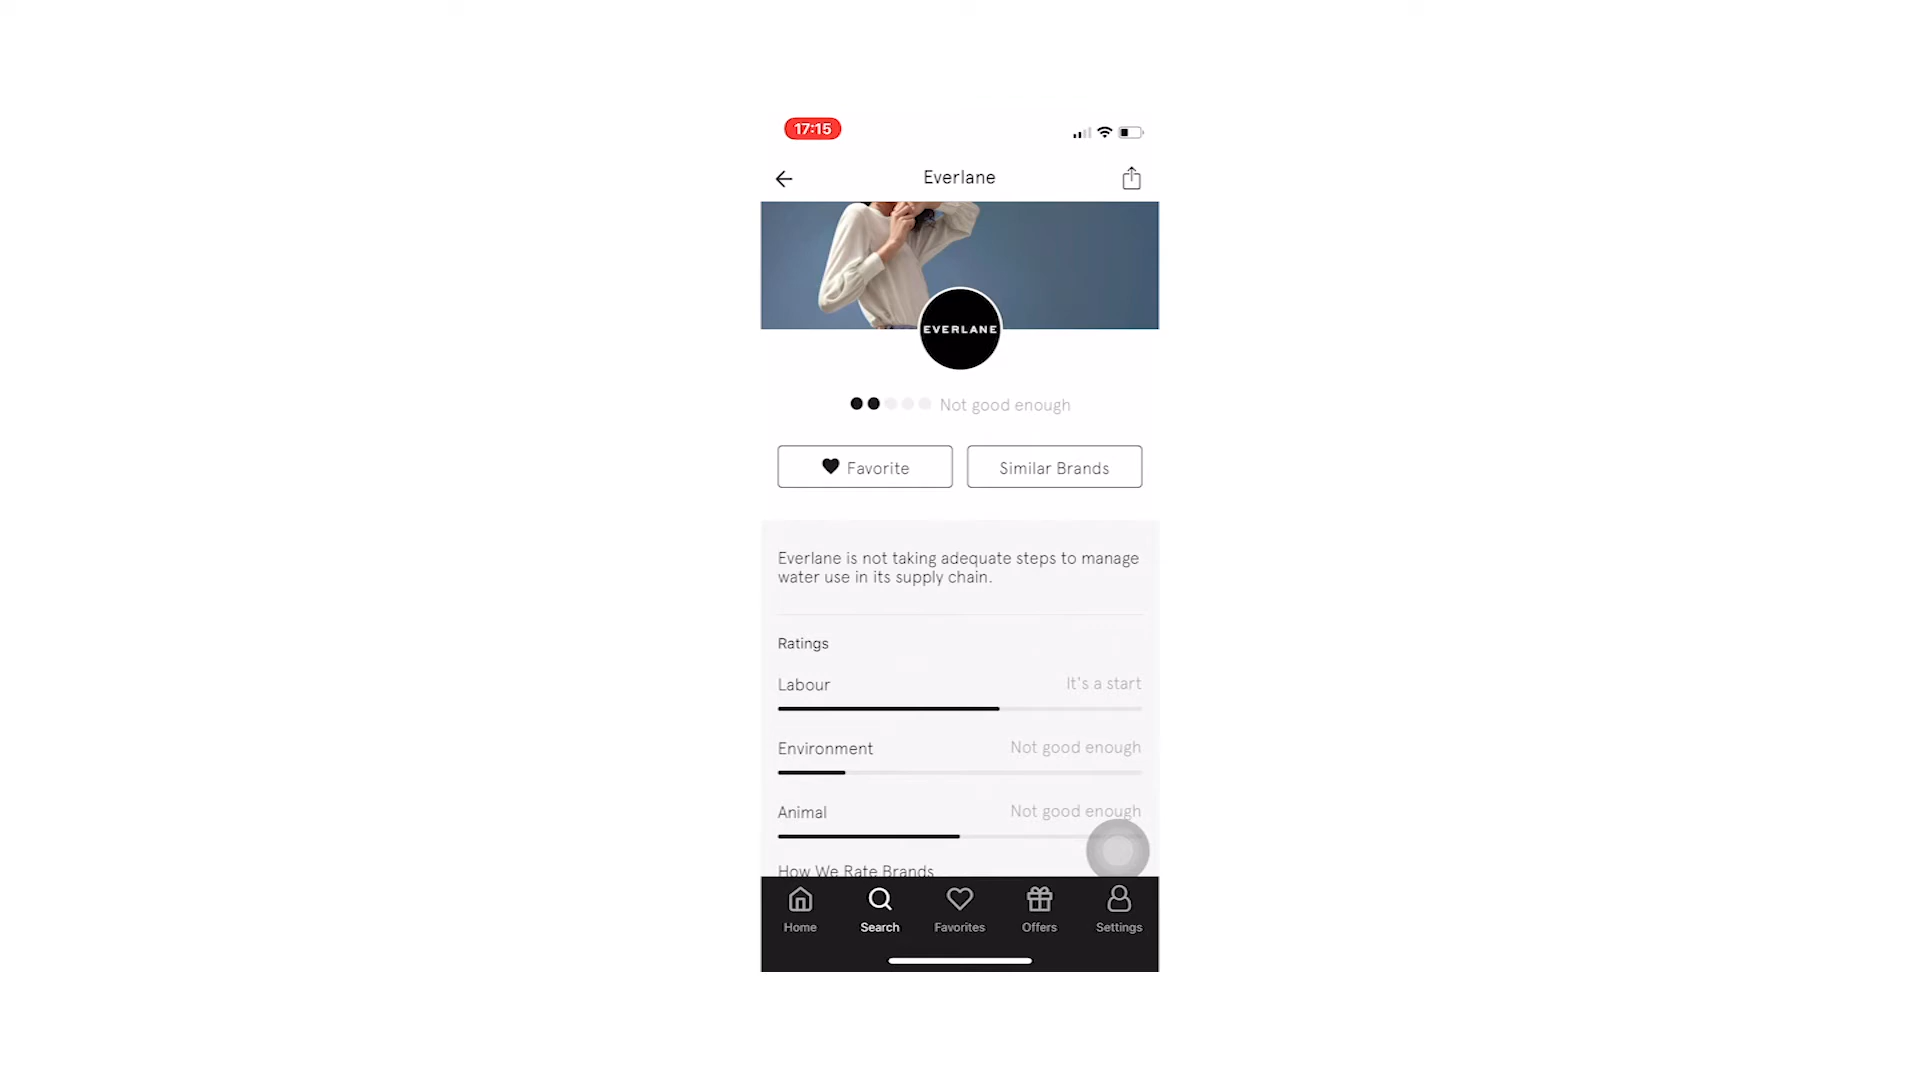 17:15
Everlane
EVERLANE
Not good enough
Favorite
Similar Brands
Everlane is not taking adequate steps to manage
water use in its supply chain.
Ratings
Labour
It's a start
Environment
Not good enough
Animal
Not good enough
How We Rate Brands
Home
Search
Favorites
Offers
Settings